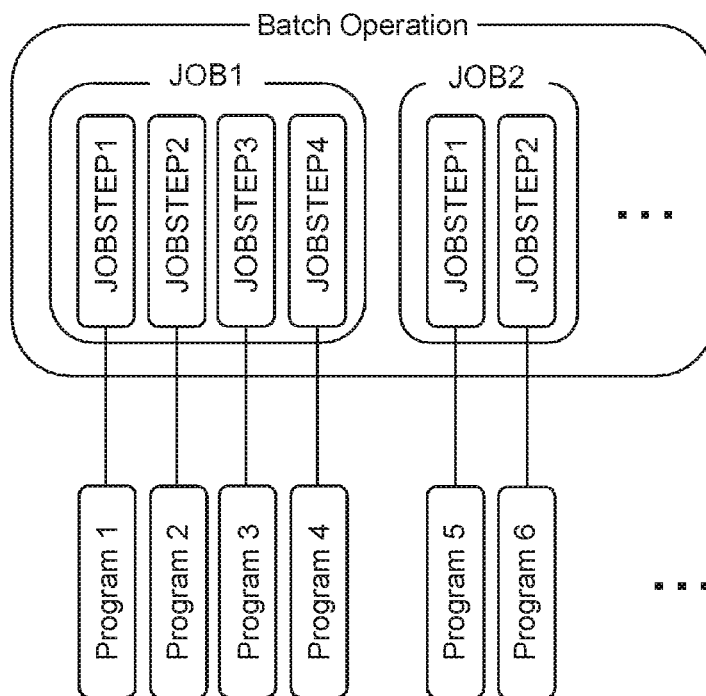 Batch Operation
JOB1
JOB2
JOBSTEP1
JOBSTEP2
JOBSTEP3
JOBSTEP4
JOBSTEP1
JOBSTEP2
...
Program 1
Program 2
Program 3
Program 4
Program 5
Program 6
...